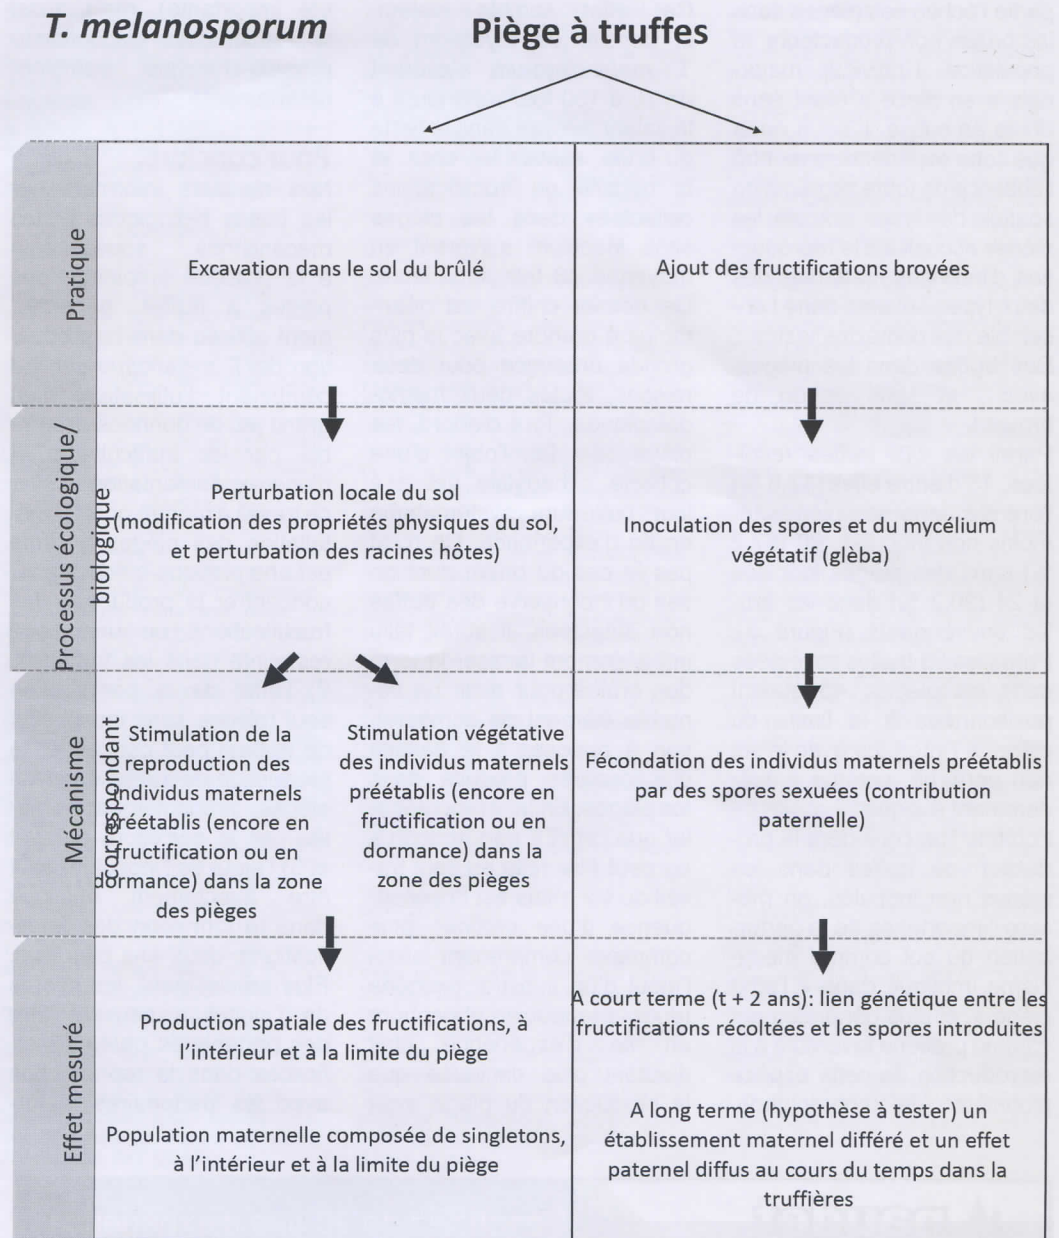 T. melanosporum
Piège à truffes
Pratique
Excavation dans le sol du brûlé
Ajout des fructifications broyées
Processus écologique/
biologique
Perturbation locale du sol
(modification des propriétés physiques du sol,
et perturbation des racines hôtes)
Inoculation des spores et du mycélium
végétatif (glèba)
Mécanisme
couresponda​nt
Stimulation de la
reproduction des
individus maternels
préétablis (encore en
fructification ou en
dormance) dans la zone
des pièges
Stimulation végétative
des individus maternels
préétablis (encore en
fructification ou en
dormance) dans la
zone des pièges
Fécondation des individus maternels préétablis
par des spores sexuées (contribution
paternelle)
Effet mesuré
Production spatiale des fructifications, à
l'intérieur et à la limite du piège
Population maternelle composée de singletons,
à l'intérieur et à la limite du piège
A court terme (t + 2 ans): lien génétique entre les
fructifications récoltées et les spores introduites
A long terme (hypothèse à tester) un
établissement maternel différé et un effet
paternel diffus au cours du temps dans la
truffières